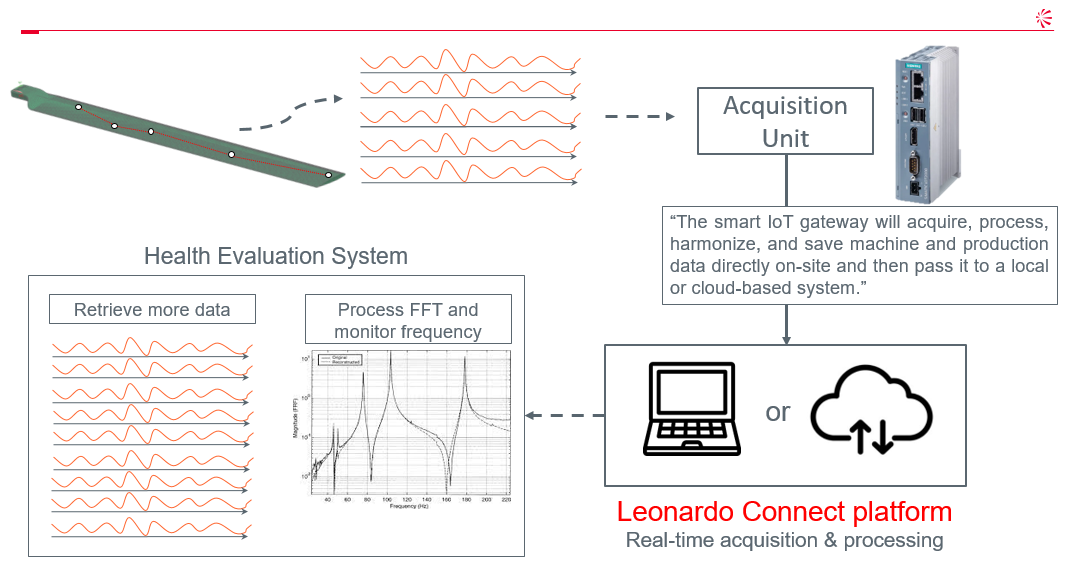 SIEMENS
Acquisition
Unit
“The smart IoT gateway will acquire, process,
harmonize, and save machine and production
data directly on-site and then pass it to a local
or cloud-based system.”
Health Evaluation System
Retrieve more data
Process FFT and
monitor frequency
Original
Reconstructed
Magnitude (FRF)
40 60 80 100 120 140 160 180 200 220
Frequency (Hz)
or
Leonardo Connect platform
Real-time acquisition & processing